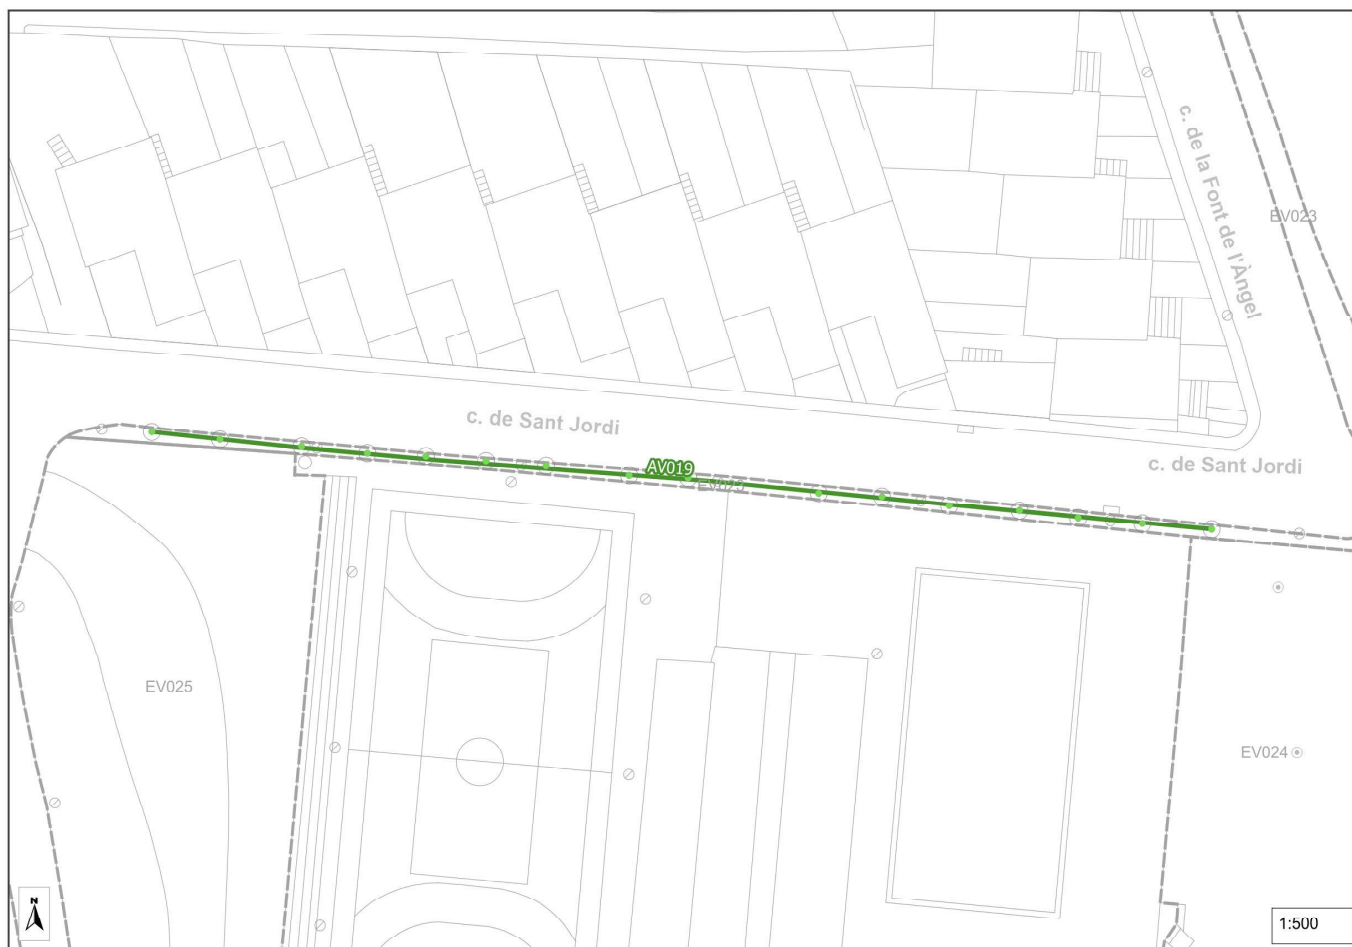 c. de la Font de l'Àngel
EV023
c. de Sant Jordi
c. de Sant Jordi
AV019
EV025
EV024
N
1:500